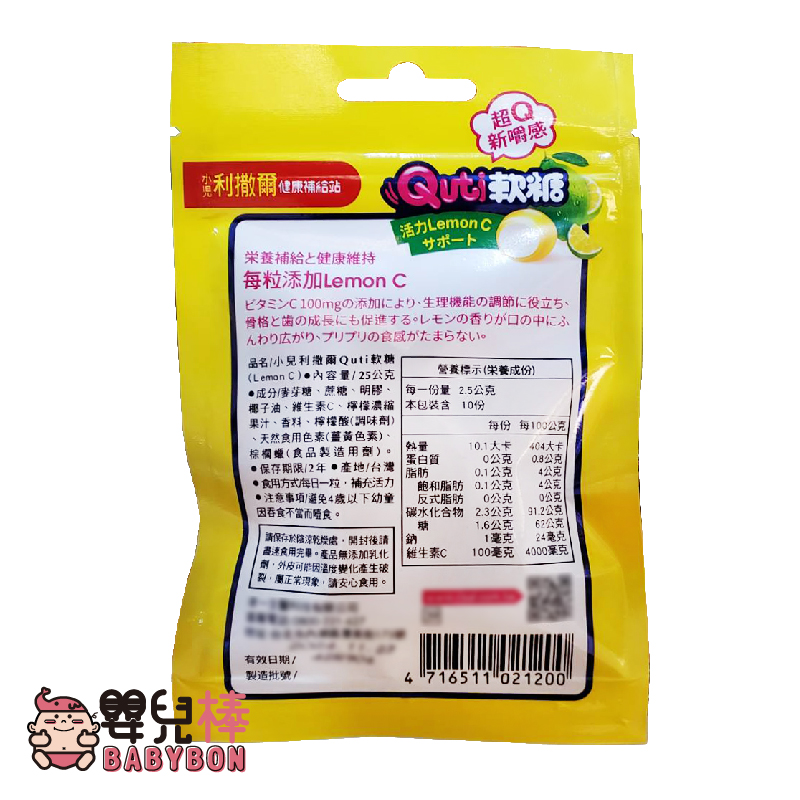 超Q
新嚼感
小兒利撒爾健康補給站
Quti軟糖
活力Lemon C
サポート
栄養補給と健康維持
每粒添加Lemon C
ビタミンC 100mgの添加により、生理機能の調節に役立ち、
骨格と歯の成長にも促進する。レモンの香りが口の中にふ
んわり広がり、プリプリの食感がたまらない。
品名/小兒利撒爾Quti軟糖
(Lemon C)●內容量/25公克
●成分/麥芽糖、蔗糖、明膠、
椰子油、維生素C、檸檬濃縮
果汁、香料、檸檬酸(調味劑)
、天然食用色素(薑黃色素)、
棕櫚蠟(食品製造用劑)。
●保存期限/2年 ●產地/台灣
●食用方式/每日一粒,補充活力
●注意事項/避免4歲以下幼童
因吞食不當而噎食。
請保存於陰涼乾燥處,開封後請
盡速食用完畢。產品無添加乳化
劑,外皮可能因溫度變化產生破
裂,屬正常現象,請安心食用。
有效日期/
製造批號/
營養標示(栄養成份)
每一份量 2.5公克
本包裝含 10份
每份 每100公克
熱量 10.1大卡 404大卡
蛋白質 0公克 0.8公克
脂肪 0.1公克 4公克
飽和脂肪 0.1公克 4公克
反式脂肪 0公克 0公克
碳水化合物 2.3公克 91.2公克
糖 1.6公克 62公克
鈉 1毫克 24毫克
維生素C 100毫克 4000毫克
4 716511 021200
嬰兒棒
BABYBON